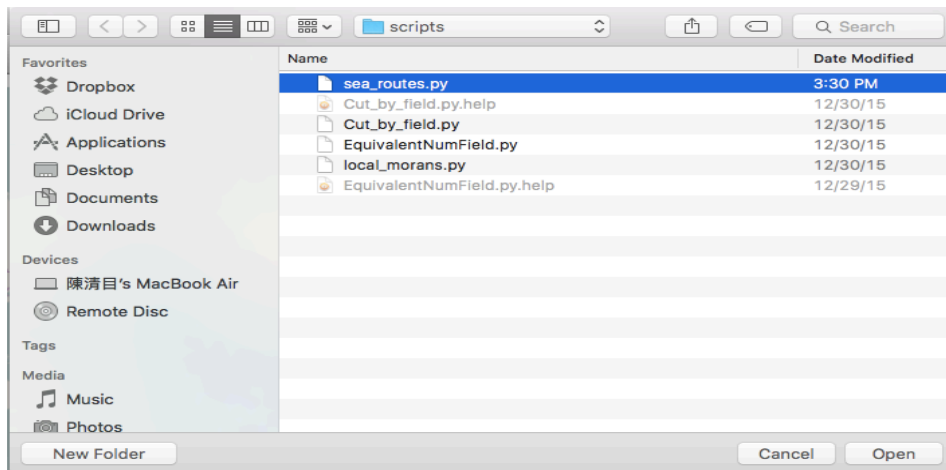 scripts
Search
Favorites
Dropbox
iCloud Drive
Applications
Desktop
Documents
Downloads
Devices
陳清目's MacBook Air
Remote Disc
Tags
Media
Music
Photos
Name Date Modified
sea_routes.py 3:30 PM
Cut_by_field.py.help 12/30/15
Cut_by_field.py 12/30/15
EquivalentNumField.py 12/30/15
local_morans.py 12/30/15
EquivalentNumField.py.help 12/29/15
New Folder Cancel Open